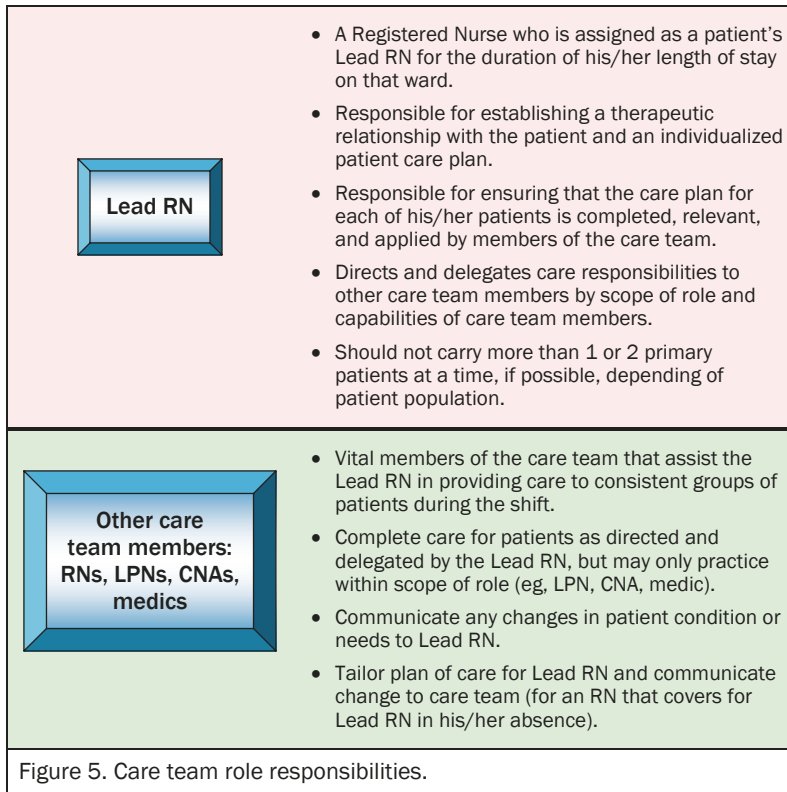 Lead RN
• A Registered Nurse who is assigned as a patient's
Lead RN for the duration of his/her length of stay
on that ward.
• Responsible for establishing a therapeutic
relationship with the patient and an individualized
patient care plan.
• Responsible for ensuring that the care plan for
each of his/her patients is completed, relevant,
and applied by members of the care team.
• Directs and delegates care responsibilities to
other care team members by scope of role and
capabilities of care team members.
• Should not carry more than 1 or 2 primary
patients at a time, if possible, depending of
patient population.
Other care
team members:
RNs, LPNs, CNAs,
medics
• Vital members of the care team that assist the
Lead RN in providing care to consistent groups of
patients during the shift.
• Complete care for patients as directed and
delegated by the Lead RN, but may only practice
within scope of role (eg, LPN, CNA, medic).
• Communicate any changes in patient condition or
needs to Lead RN.
• Tailor plan of care for Lead RN and communicate
change to care team (for an RN that covers for
Lead RN in his/her absence).
Figure 5. Care team role responsibilities.